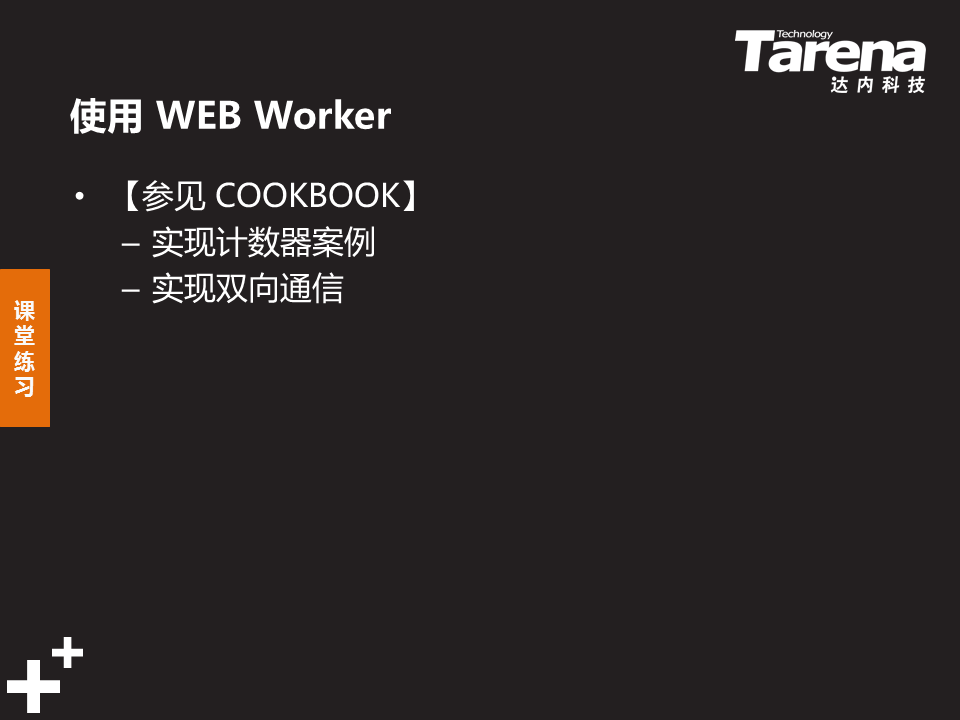 Technology
Tarena
达内科技
使用 WEB Worker
• 【参见 COOKBOOK】
– 实现计数器案例
– 实现双向通信
课
堂
练
习